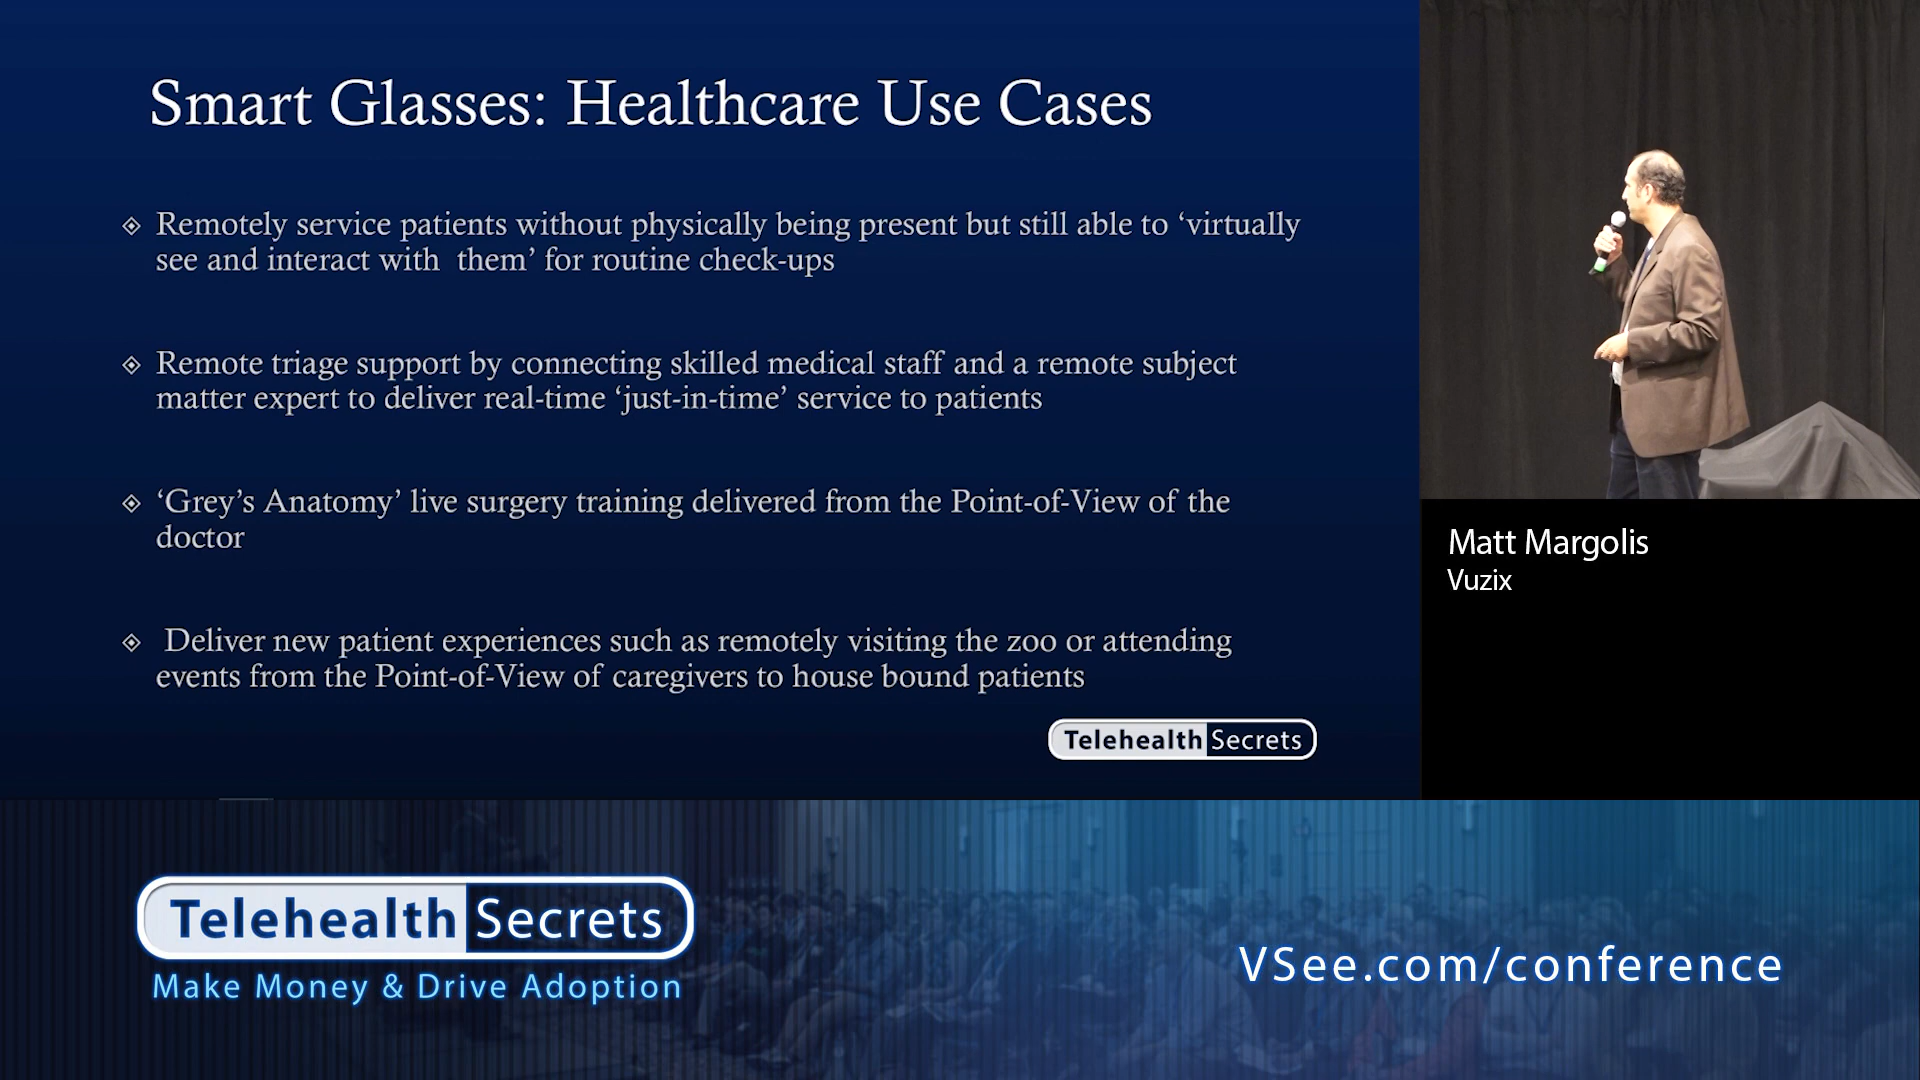 Smart Glasses: Healthcare Use Cases
Remotely service patients without physically being present but still able to ‘virtually
see and interact with  them’ for routine check-ups
Remote triage support by connecting skilled medical staff and a remote subject
matter expert to deliver real-time ‘just-in-time’ service to patients
‘Grey’s Anatomy’ live surgery training delivered from the Point-of-View of the
doctor
Deliver new patient experiences such as remotely visiting the zoo or attending
events from the Point-of-View of caregivers to house bound patients
Telehealth Secrets
Matt Margolis
Vuzix
Telehealth Secrets
Make Money & Drive Adoption
VSee.com/conference